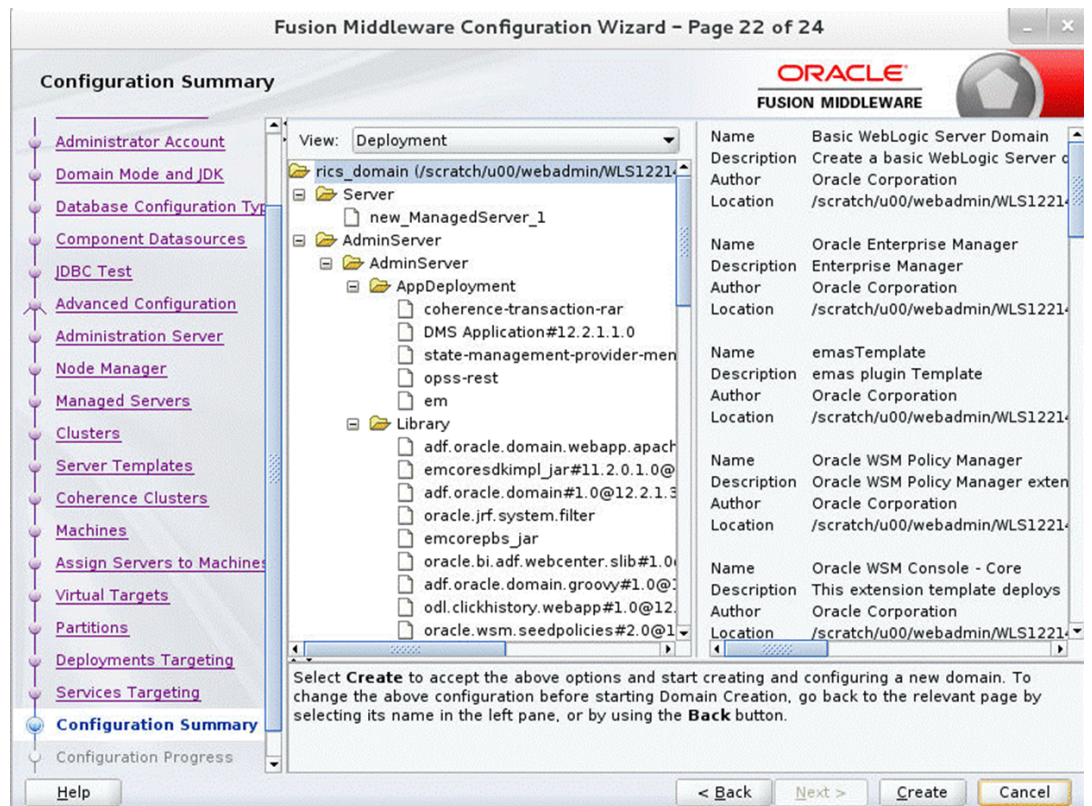 Fusion Middleware Configuration Wizard – Page 22 of 24
Configuration Summary
ORACLE
FUSION MIDDLEWARE
Administrator Account
Domain Mode and JDK
Database Configuration Typ
Component Datasources
JDBC Test
Advanced Configuration
Administration Server
Node Manager
Managed Servers
Clusters
Server Templates
Coherence Clusters
Machines
Assign Servers to Machines
Virtual Targets
Partitions
Deployments Targeting
Services Targeting
Configuration Summary
Configuration Progress
View: Deployment
rics_domain (/scratch/u00/webadmin/WLS12214
Server
new_ManagedServer_1
AdminServer
AdminServer
AppDeployment
coherence-transaction-rar
DMS Application#12.2.1.1.0
state-management-provider-men
opss-rest
em
Library
adf.oracle.domain.webapp.apach
emcoresdkimpl_jar#11.2.0.1.0@
adf.oracle.domain#1.0@12.2.1.3
oracle.jrf.system.filter
emcorepbs_jar
oracle.bi.adf.webcenter.slib#1.0
adf.oracle.domain.groovy#1.0@
odl.clickhistory.webapp#1.0@12.
oracle.wsm.seedpolicies#2.0@1
Name Basic WebLogic Server Domain
Description Create a basic WebLogic Server
Author Oracle Corporation
Location /scratch/u00/webadmin/WLS12214
Name Oracle Enterprise Manager
Description Enterprise Manager
Author Oracle Corporation
Location /scratch/u00/webadmin/WLS12214
Name emasTemplate
Description emas plugin Template
Author Oracle Corporation
Location /scratch/u00/webadmin/WLS12214
Name Oracle WSM Policy Manager
Description Oracle WSM Policy Manager exten
Author Oracle Corporation
Location /scratch/u00/webadmin/WLS12214
Name Oracle WSM Console - Core
Description This extension template deploys
Author Oracle Corporation
Location /scratch/u00/webadmin/WLS12214
Select Create to accept the above options and start creating and configuring a new domain. To
change the above configuration before starting Domain Creation, go back to the relevant page by
selecting its name in the left pane, or by using the Back button.
Help
< Back
Next >
Create
Cancel